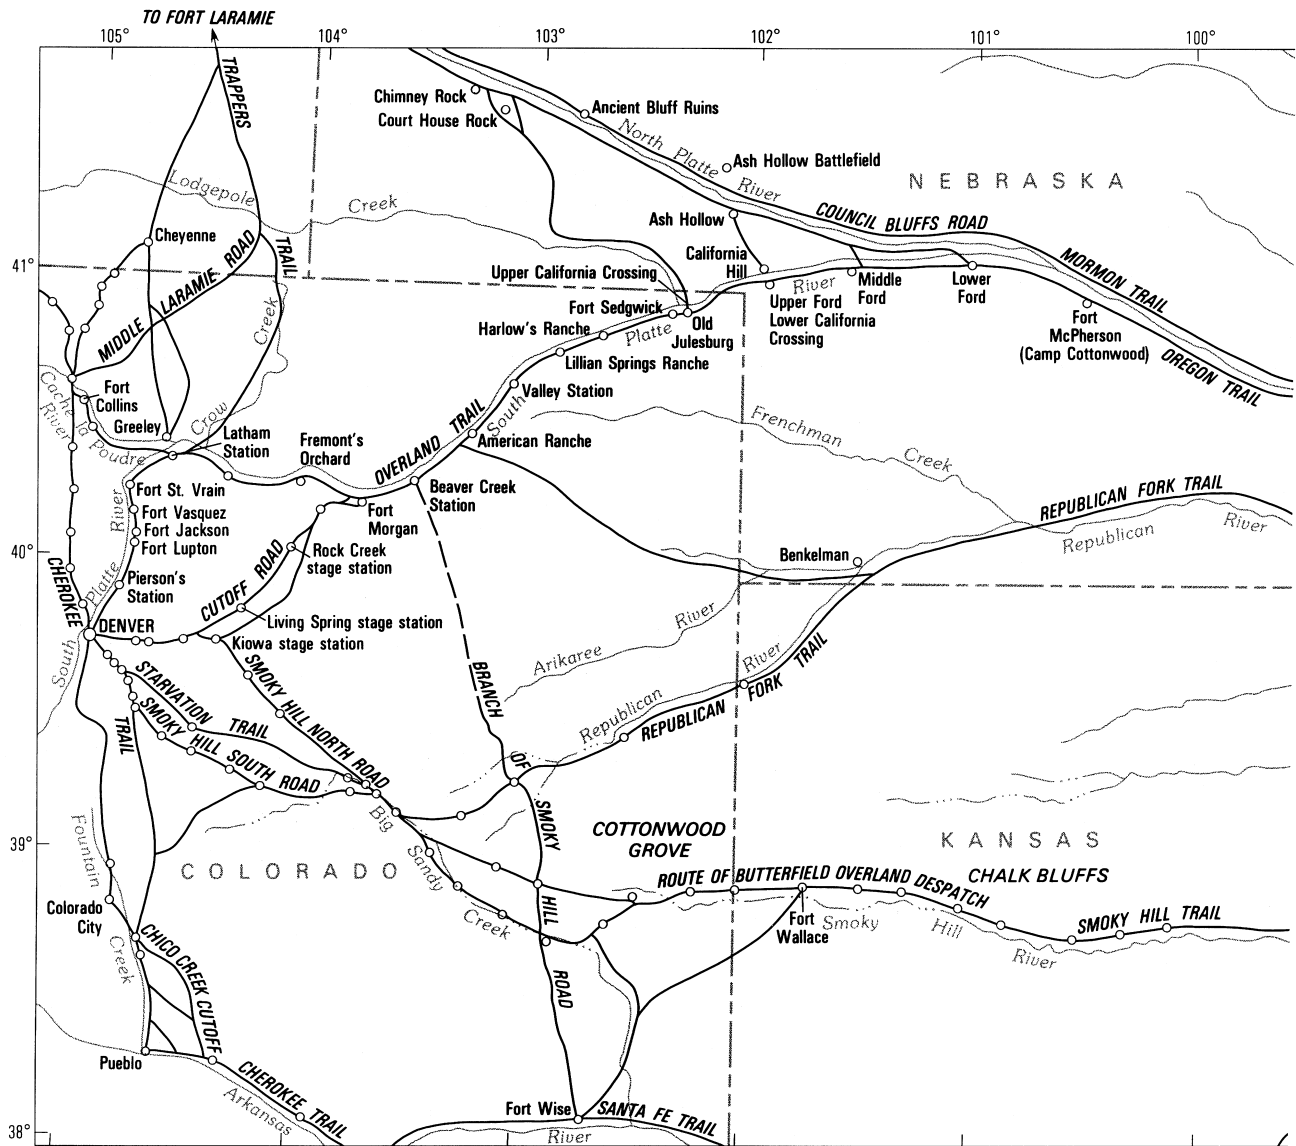 TO FORT LARAMIE
105°
104°
103°
102°
101°
100°
TRAPPERS
TRAIL
Chimney Rock
Court House Rock
Ancient Bluff Ruins
North Platte
River
Ash Hollow Battlefield
NEBRASKA
Lodgepole
Creek
Ash Hollow
COUNCIL BLUFFS ROAD
Cheyenne
MIDDLE LARAMIE ROAD
California
Hill
MORMON TRAIL
41°
Upper California Crossing
River
Middle
Ford
Lower
Ford
Creek
Fort Sedgwick
Upper Ford
Lower California
Crossing
Fort
McPherson
(Camp Cottonwood)
Harlow's Ranche
Platte
Old
Julesburg
OREGON TRAIL
Lillian Springs Ranche
Cache la Poudre
River
Fort
Collins
Valley Station
South
Frenchman
Creek
Greeley
Crow
Latham
Station
Fremont's
Orchard
OVERLAND TRAIL
American Ranche
Fort St. Vrain
Fort Vasquez
Fort Jackson
Fort Lupton
River
Beaver Creek
Station
REPUBLICAN FORK TRAIL
Fort
Morgan
Republican
River
40°
CUTOFF ROAD
Rock Creek
stage station
Benkelman
CHEROKEE
Platte
Pierson's
Station
DENVER
Living Spring stage station
Kiowa stage station
River
Arikaree
South
River
TRAIL
STARVATION
TRAIL
SMOKY HILL NORTH ROAD
BRANCH
OF
SMOKY
HILL
ROAD
Republican
REPUBLICAN
FORK
TRAIL
SMOKY HILL SOUTH ROAD
Big
Sandy
Creek
COTTONWOOD
GROVE
KANSAS
39°
Fountain
Creek
COLORADO
ROUTE OF BUTTERFIELD OVERLAND DESPATCH
CHALK BLUFFS
Colorado
City
Fort
Wallace
Smoky
Hill
River
SMOKY HILL TRAIL
CHICO CREEK CUTOFF
Pueblo
CHEROKEE TRAIL
Arkansas
Fort Wise
SANTA FE TRAIL
River
38°